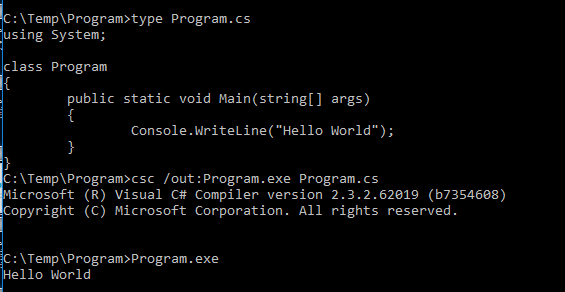 C:\Temp\Program>type Program.cs
using System;
class Program
{
public static void Main(string[] args)
{
Console.WriteLine("Hello World");
}
}
C:\Temp\Program>csc /out:Program.exe Program.cs
Microsoft (R) Visual C# Compiler version 2.3.2.62019 (b7354608)
Copyright (C) Microsoft Corporation. All rights reserved.
C:\Temp\Program>Program.exe
Hello World